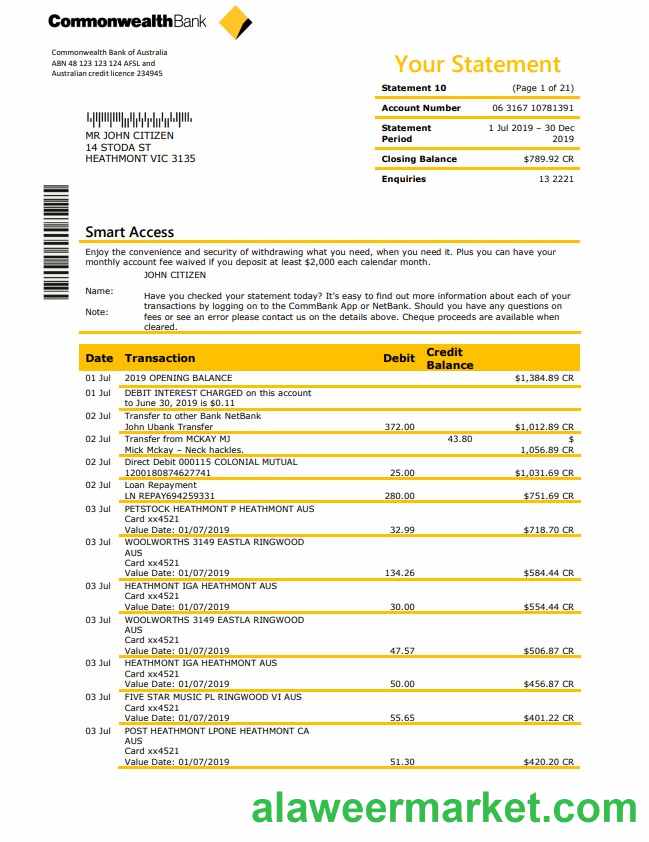 CommonwealthBank
Commonwealth Bank of Australia
ABN 48 123 123 124 AFSL and
Australian credit licence 234945
Your Statement
Statement 10 (Page 1 of 21)
Account Number 06 3167 10781391
Statement 1 Jul 2019 – 30 Dec
Period 2019
Closing Balance $789.92 CR
Enquiries 13 2221
MR JOHN CITIZEN
14 STODA ST
HEATHMONT VIC 3135
Smart Access
Enjoy the convenience and security of withdrawing what you need, when you need it. Plus you can have your
monthly account fee waived if you deposit at least $2,000 each calendar month.
JOHN CITIZEN
Name:
Have you checked your statement today? It's easy to find out more information about each of your
transactions by logging on to the CommBank App or NetBank. Should you have any questions on
Note:
fees or see an error please contact us on the details above. Cheque proceeds are available when
cleared.
Date Transaction Debit Credit
Balance
01 Jul 2019 OPENING BALANCE $1,384.89 CR
01 Jul DEBIT INTEREST CHARGED on this account
to June 30, 2019 is $0.11
02 Jul Transfer to other Bank NetBank
John Ubank Transfer 372.00 $1,012.89 CR
02 Jul Transfer from MCKAY MJ 43.80 $
Mick Mckay – Neck hackles. 1,056.89 CR
02 Jul Direct Debit 000115 COLONIAL MUTUAL
1200180874627741 25.00 $1,031.69 CR
02 Jul Loan Repayment
LN REPAY694259331 280.00 $751.69 CR
03 Jul PETSTOCK HEATHMONT P HEATHMONT AUS
Card xx4521
Value Date: 01/07/2019 32.99 $718.70 CR
03 Jul WOOLWORTHS 3149 EASTLA RINGWOOD
AUS
Card xx4521
Value Date: 01/07/2019 134.26 $584.44 CR
03 Jul HEATHMONT IGA HEATHMONT AUS
Card xx4521
Value Date: 01/07/2019 30.00 $554.44 CR
03 Jul WOOLWORTHS 3149 EASTLA RINGWOOD
AUS
Card xx4521
Value Date: 01/07/2019 47.57 $506.87 CR
03 Jul HEATHMONT IGA HEATHMONT AUS
Card xx4521
Value Date: 01/07/2019 50.00 $456.87 CR
03 Jul FIVE STAR MUSIC PL RINGWOOD VI AUS
Card xx4521
Value Date: 01/07/2019 55.65 $401.22 CR
03 Jul POST HEATHMONT LPONE HEATHMONT CA
AUS
Card xx4521
Value Date: 01/07/2019 51.30 $420.20 CR
alaweermarket.com